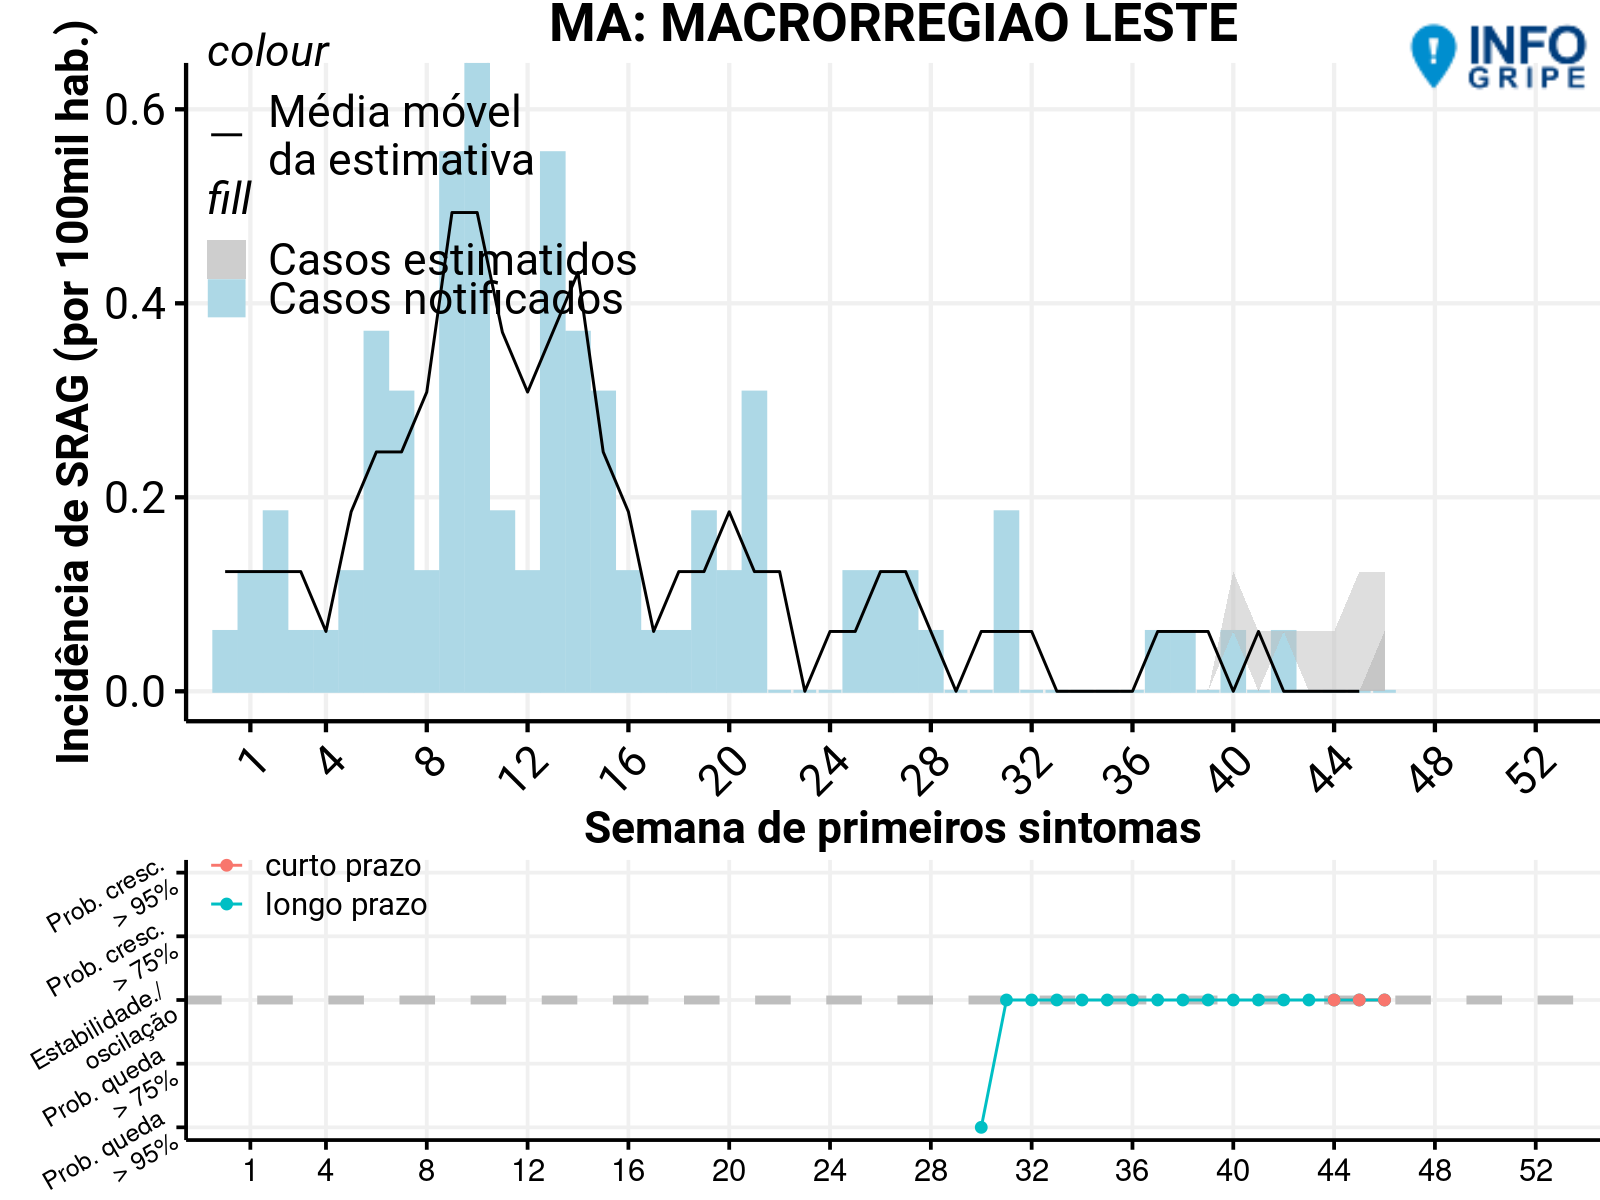 MA: MACRORREGIAO LESTE
INFO
GRIPE
Incidência de SRAG (por 100mil hab.)
colour
Média móvel
da estimativa
fill
Casos estimatidos
Casos notificados
0.6
0.4
0.2
0.0
1 4 8 12 16 20 24 28 32 36 40 44 48 52
Semana de primeiros sintomas
curto prazo
longo prazo
Prob. cresc.
> 95%
Prob. cresc.
> 75%
Estabilidade./
oscilação
Prob. queda
> 75%
Prob. queda
> 95%
1 4 8 12 16 20 24 28 32 36 40 44 48 52